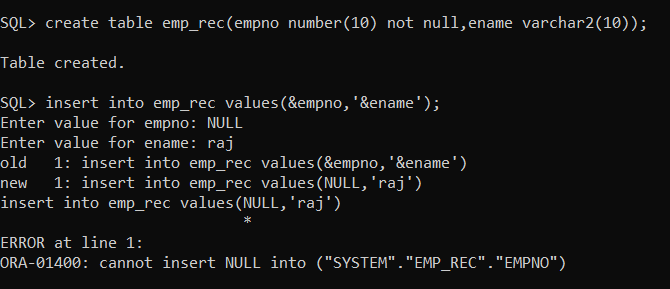 SQL> create table emp_rec(empno number(10) not null,ename varchar2(10));
Table created.
SQL> insert into emp_rec values(&empno,'&ename');
Enter value for empno: NULL
Enter value for ename: raj
old   1: insert into emp_rec values(&empno,'&ename')
new   1: insert into emp_rec values(NULL,'raj')
insert into emp_rec values(NULL,'raj')
                           *
ERROR at line 1:
ORA-01400: cannot insert NULL into ("SYSTEM"."EMP_REC"."EMPNO")